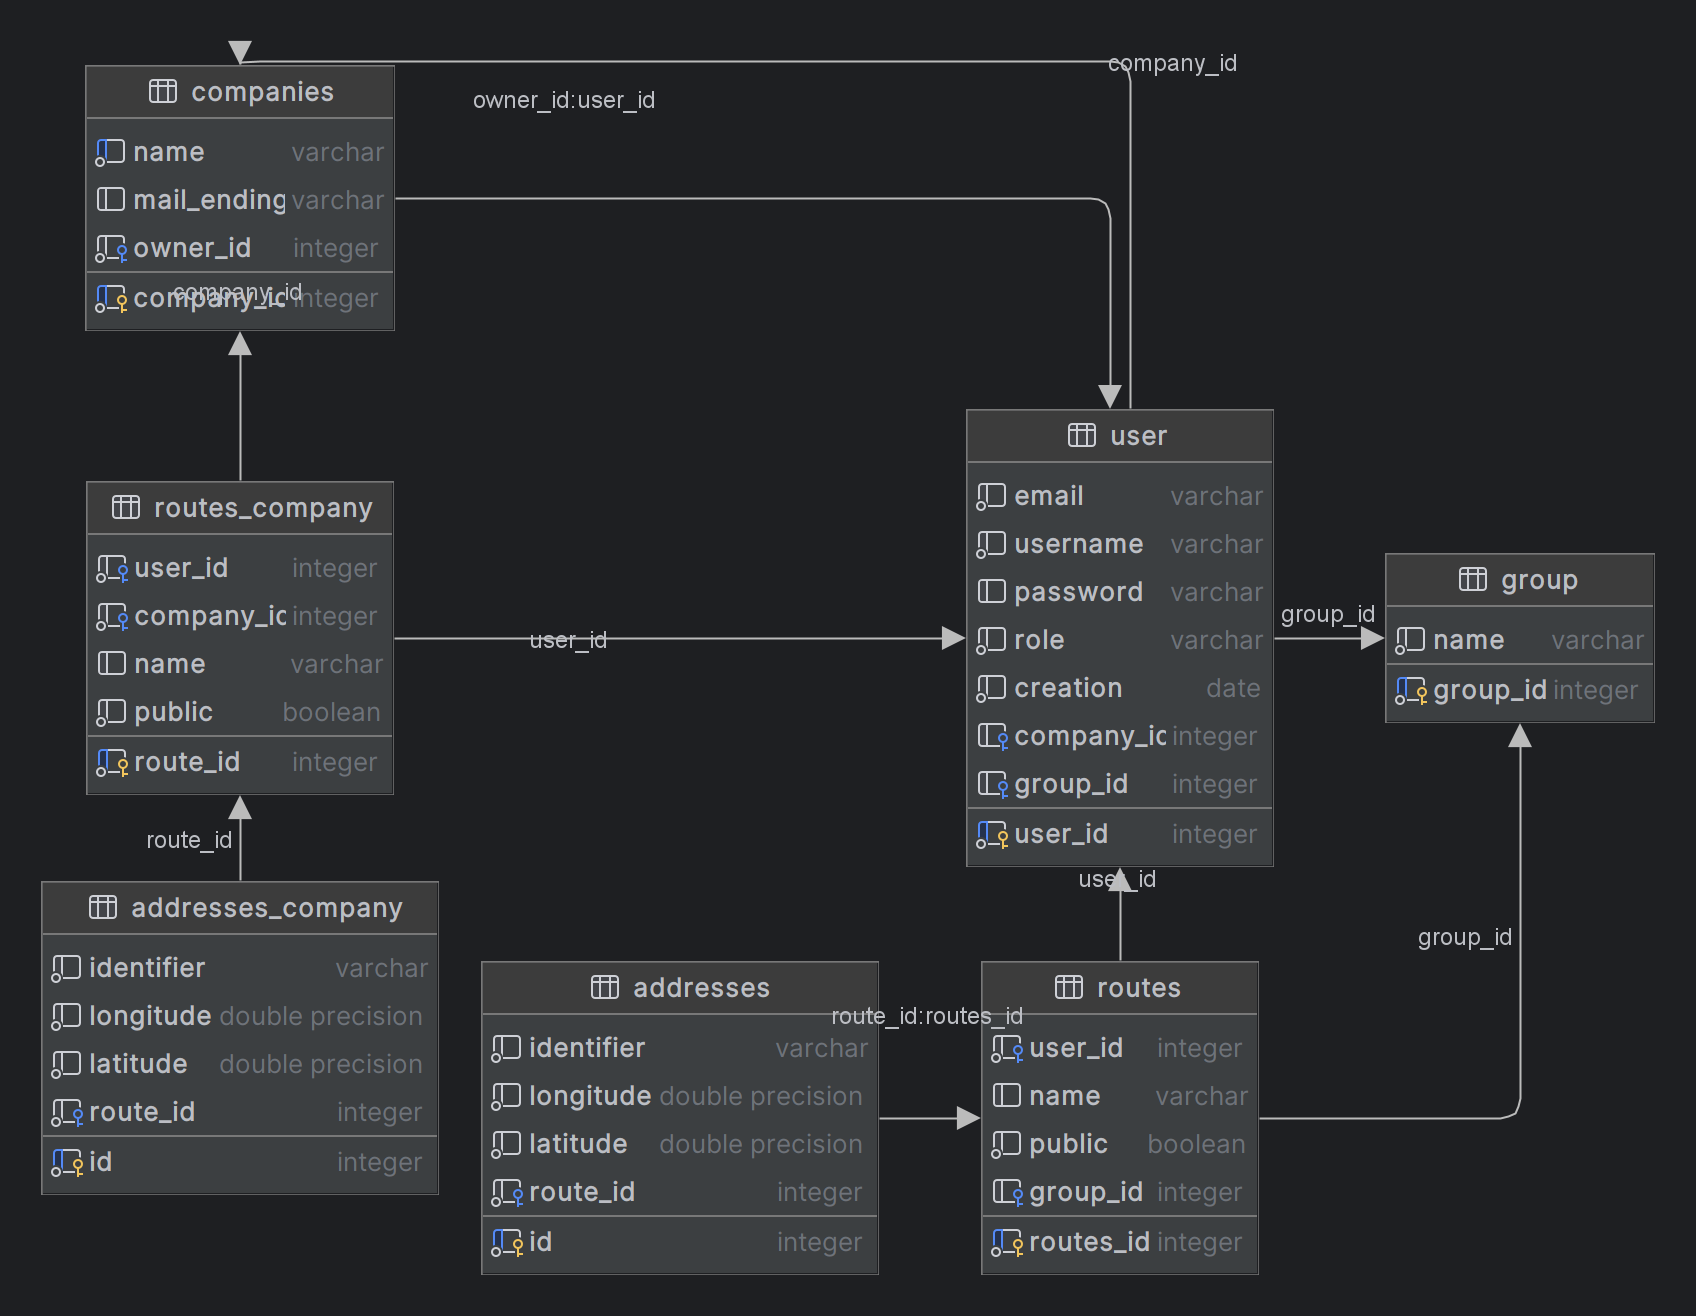 company_id
owner_id:user_id
companies
name varchar
mail_ending varchar
owner_id integer
company_id integer
company_id
routes_company
user_id integer
company_id integer
name varchar
public boolean
route_id integer
user_id
route_id
addresses_company
identifier varchar
longitude double precision
latitude double precision
route_id integer
id integer
user
email varchar
username varchar
password varchar
role varchar
creation date
company_id integer
group_id integer
user_id integer
group_id
group
name varchar
group_id integer
user_id
group_id
addresses
identifier varchar
longitude double precision
latitude double precision
route_id integer
id integer
route_id:routes_id
routes
user_id integer
name varchar
public boolean
group_id integer
routes_id integer